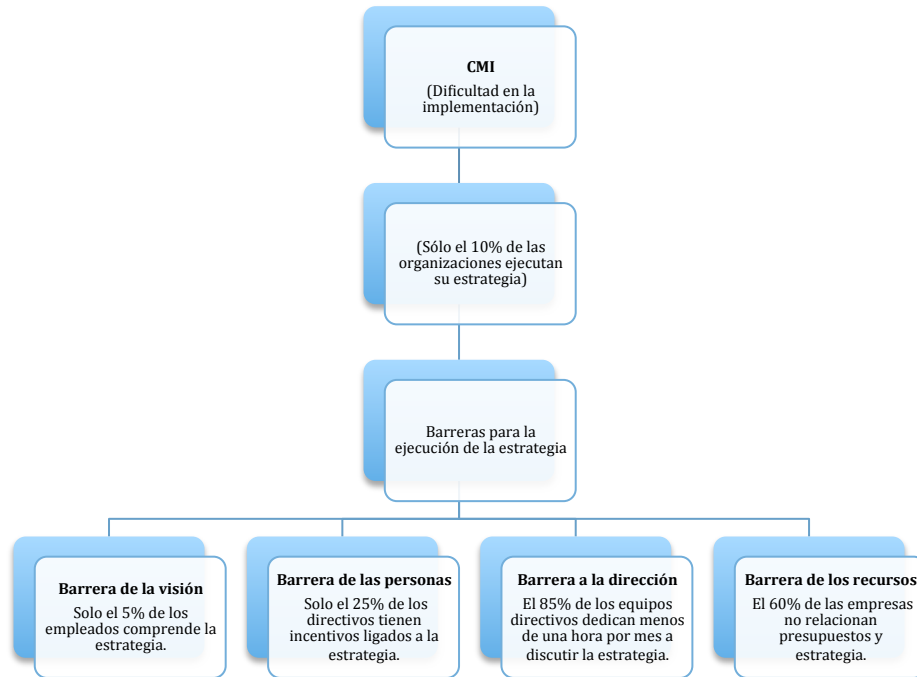 CMI
(Dificultad en la
implementación)
(Sólo el 10% de las
organizaciones ejecutan
su estrategia)
Barreras para la
ejecución de la estrategia
Barrera de la visión
Solo el 5% de los
empleados comprende la
estrategia.
Barrera de las personas
Solo el 25% de los
directivos tienen
incentivos ligados a la
estrategia.
Barrera a la dirección
El 85% de los equipos
directivos dedican menos
de una hora por mes a
discutir la estrategia.
Barrera de los recursos
El 60% de las empresas
no relacionan
presupuestos y
estrategia.